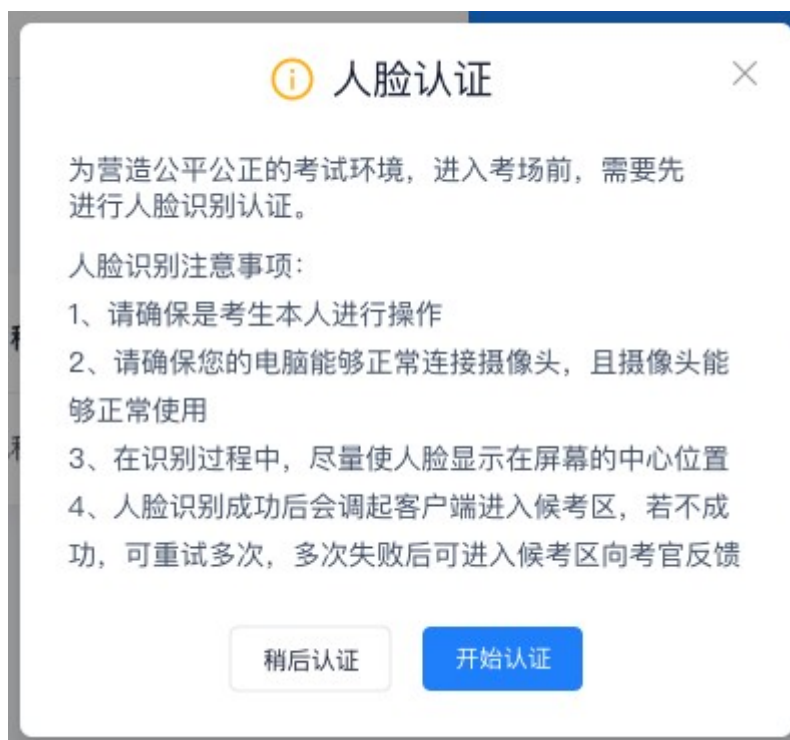 人脸认证
为营造公平公正的考试环境，进入考场前，需要先
进行人脸识别认证。
人脸识别注意事项：
1、请确保是考生本人进行操作
2、请确保您的电脑能够正常连接摄像头，且摄像头能
够正常使用
3、在识别过程中，尽量使人脸显示在屏幕的中心位置
4、人脸识别成功后会调起客户端进入候考区，若不成
功，可重试多次，多次失败后可进入候考区向考官反馈
稍后认证
开始认证